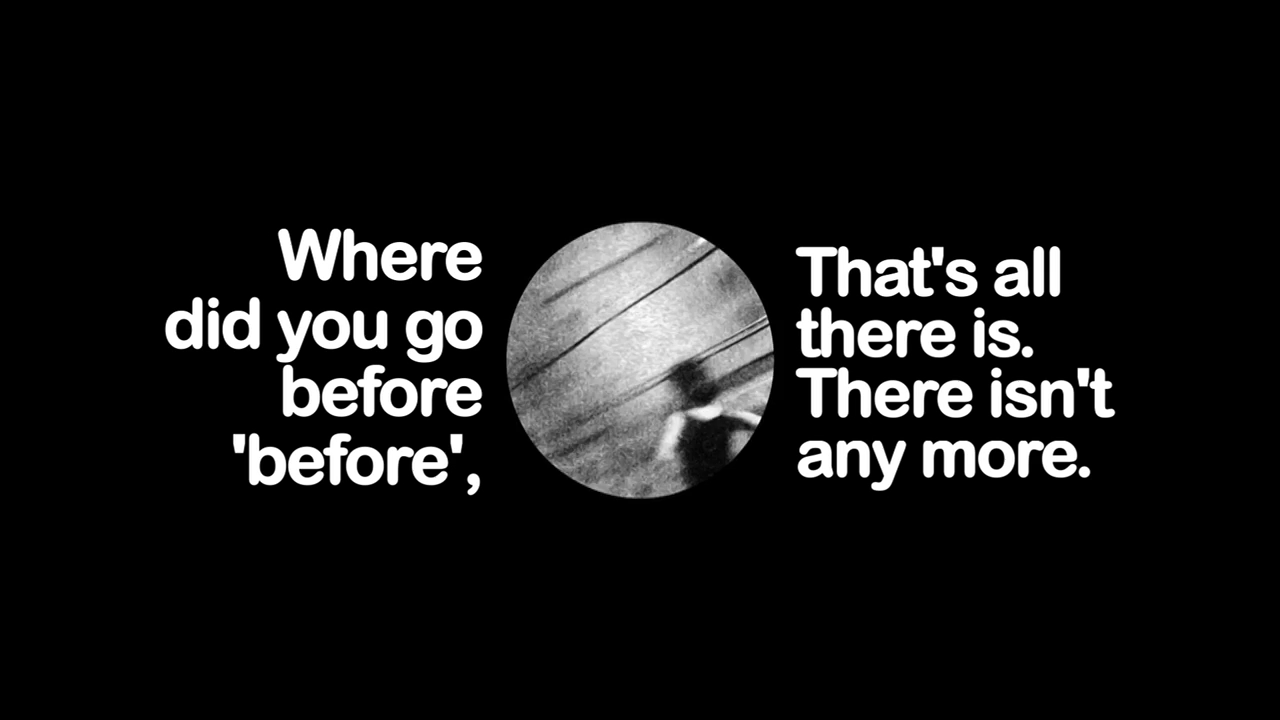 Where
did you go
before
'before',
That's all
there is.
There isn't
any more.